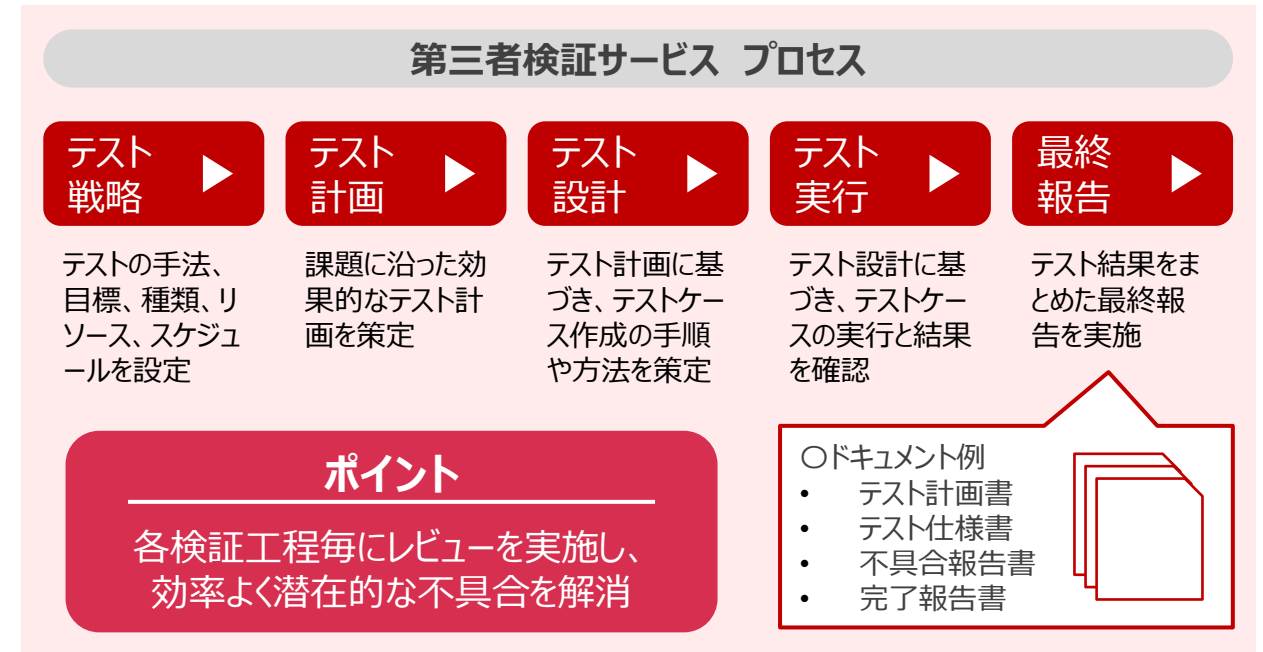 第三者検証サービス プロセス
テスト
戦略
テスト
計画
テスト
設計
テスト
実行
最終
報告
テストの手法、
目標、種類、リ
ソース、スケジュ
ールを設定
課題に沿った効
果的なテスト計
画を策定
テスト計画に基
づき、テストケー
ス作成の手順
や方法を策定
テスト設計に基
づき、テストケー
スの実行と結果
を確認
テスト結果をま
とめた最終報
告を実施
ポイント
各検証工程毎にレビューを実施し、
効率よく潜在的な不具合を解消
〇ドキュメント例
• テスト計画書
• テスト仕様書
• 不具合報告書
• 完了報告書